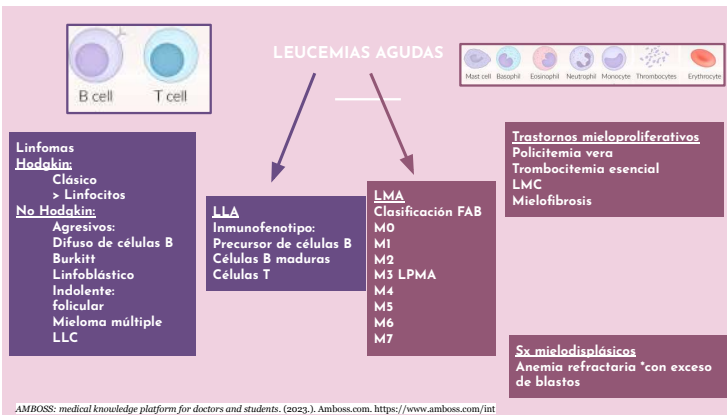 LEUCEMIAS AGUDAS
B cell T cell
Mast cell Basophil Eosinophil Neutrophil Monocyte Thrombocytes Erythrocyte
Linfomas
Hodgkin:
Clásico
> Linfocitos
No Hodgkin:
Agresivos:
Difuso de células B
Burkitt
Linfoblástico
Indolente:
folicular
Mieloma múltiple
LLC
LLA
Inmunofenotipo:
Precursor de células B
Células B maduras
Células T
LMA
Clasificación FAB
M0
M1
M2
M3 LPMA
M4
M5
M6
M7
Trastornos mieloproliferativos
Policitemia vera
Trombocitemia esencial
LMC
Mielofibrosis
Sx mielodisplásicos
Anemia refractaria *con exceso
de blastos
AMBOSS: medical knowledge platform for doctors and students. (2023.). Amboss.com. https://www.amboss.com/int